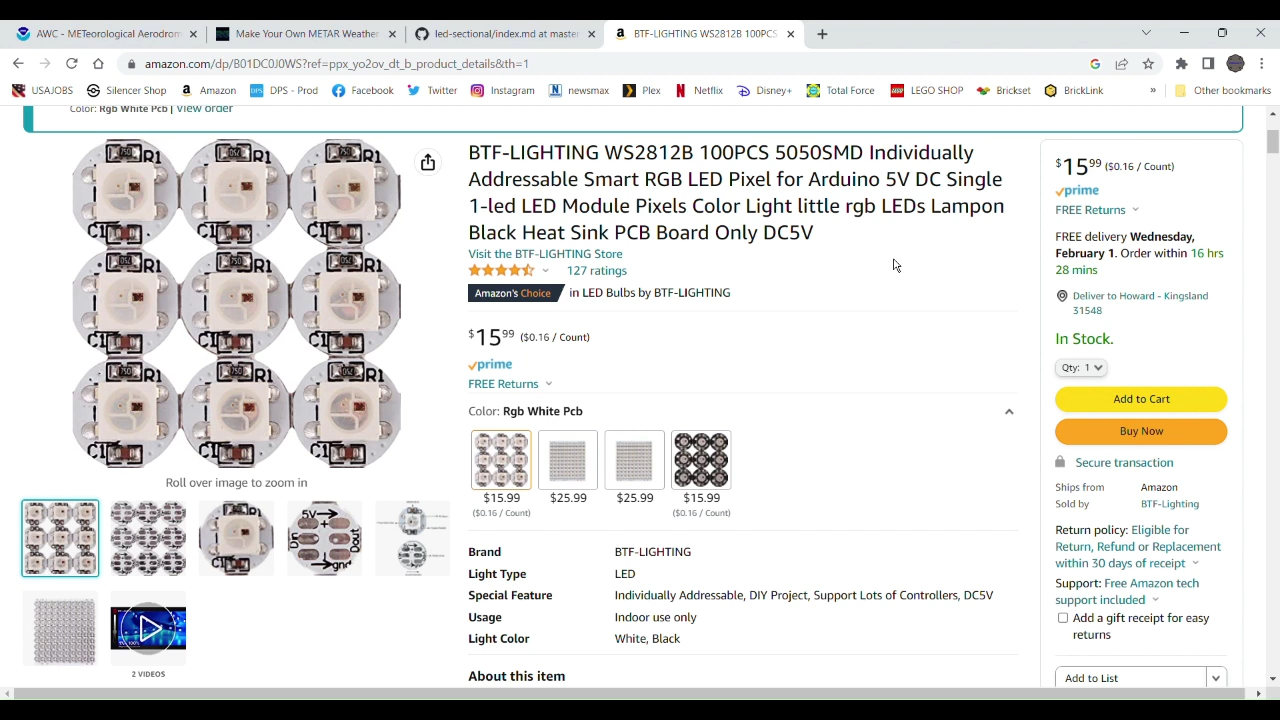 AWC - METeorological Aerodrom
Make Your Own METAR Weather
led-sectional/index.md at master
BTF-LIGHTING WS2812B 100PCS
amazon.com/dp/B01DC0J0WS?ref=ppx_yo2ov_dt_b_product_details&th=1
USAJOBS
Silencer Shop
Amazon
DPS - Prod
Facebook
Twitter
Instagram
newsmax
Plex
Netflix
Disney+
Total Force
LEGO SHOP
Brickset
BrickLink
Other bookmarks
Color: Rgb White Pcb | View order
BTF-LIGHTING WS2812B 100PCS 5050SMD Individually
Addressable Smart RGB LED Pixel for Arduino 5V DC Single
1-led LED Module Pixels Color Light little rgb LEDs Lampon
Black Heat Sink PCB Board Only DC5V
Visit the BTF-LIGHTING Store
127 ratings
Amazon's Choice in LED Bulbs by BTF-LIGHTING
$15 99 ($0.16 / Count)
prime
FREE Returns
Color: Rgb White Pcb
$15.99 $25.99 $25.99 $15.99
($0.16 / Count) ($0.16 / Count)
Brand BTF-LIGHTING
Light Type LED
Special Feature Individually Addressable, DIY Project, Support Lots of Controllers, DC5V
Usage Indoor use only
Light Color White, Black
About this item
Roll over image to zoom in
5V
Din
Dout
gnd
2 VIDEOS
$15 99 ($0.16 / Count)
prime
FREE Returns
FREE delivery Wednesday,
February 1. Order within 16 hrs
28 mins
Deliver to Howard - Kingsland
31548
In Stock.
Qty: 1
Add to Cart
Buy Now
Secure transaction
Ships from Amazon
Sold by BTF-Lighting
Return policy: Eligible for
Return, Refund or Replacement
within 30 days of receipt
Support: Free Amazon tech
support included
Add a gift receipt for easy
returns
Add to List